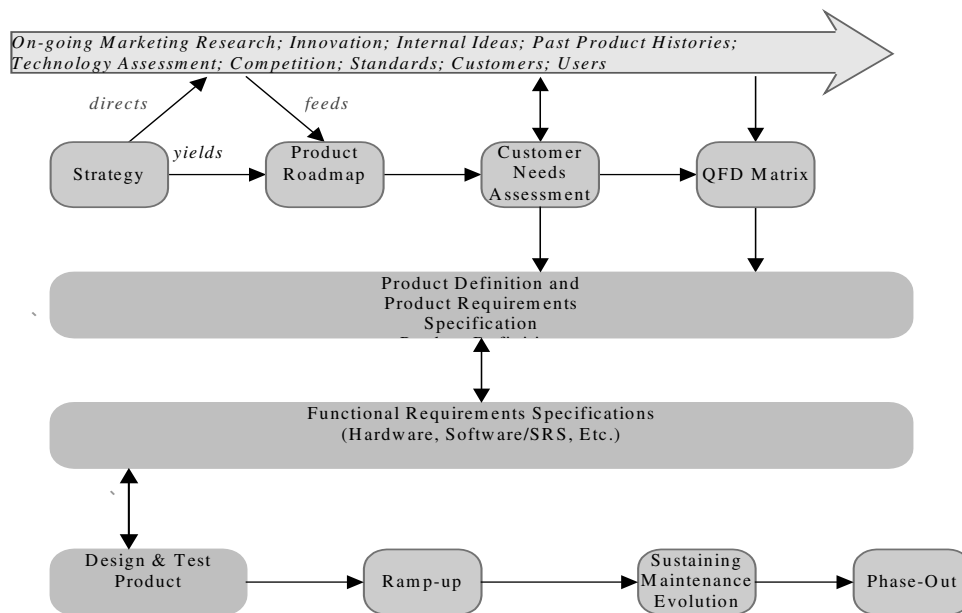 On-going Marketing Research; Innovation; Internal Ideas; Past Product Histories;
Technology Assessment; Competition; Standards; Customers; Users
directs
feeds
Strategy
yields
Product
Roadmap
Customer
Needs
Assessment
QFD Matrix
Product Definition and
Product Requirements
Specification
Functional Requirements Specifications
(Hardware, Software/SRS, Etc.)
Design & Test
Product
Ramp-up
Sustaining
Maintenance
Evolution
Phase-Out